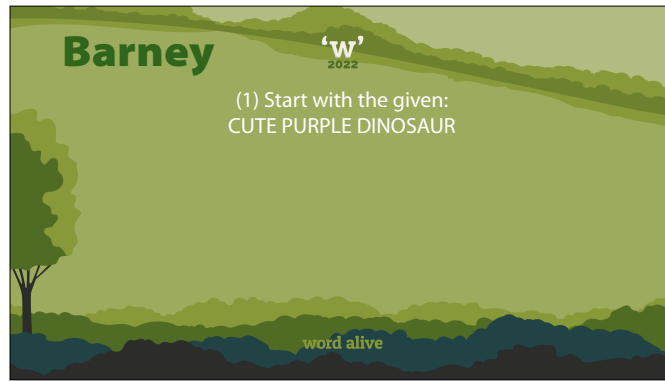 Barney
‘w’
2022
(1) Start with the given:
CUTE PURPLE DINOSAUR
word alive